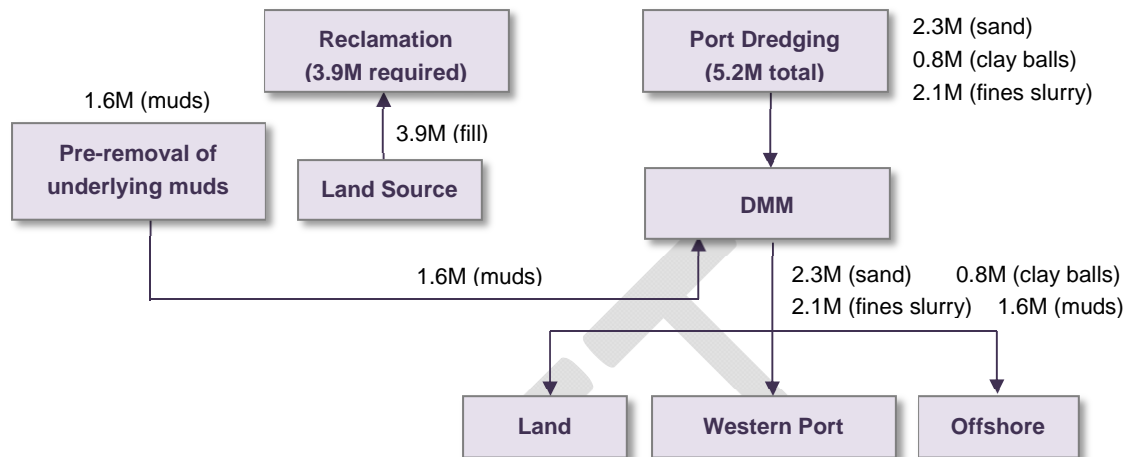 Reclamation
(3.9M required)
Port Dredging
(5.2M total)
2.3M (sand)
0.8M (clay balls)
2.1M (fines slurry)
1.6M (muds)
Pre-removal of
underlying muds
3.9M (fill)
Land Source
DMM
1.6M (muds)
2.3M (sand) 0.8M (clay balls)
2.1M (fines slurry) 1.6M (muds)
Land
Western Port
Offshore